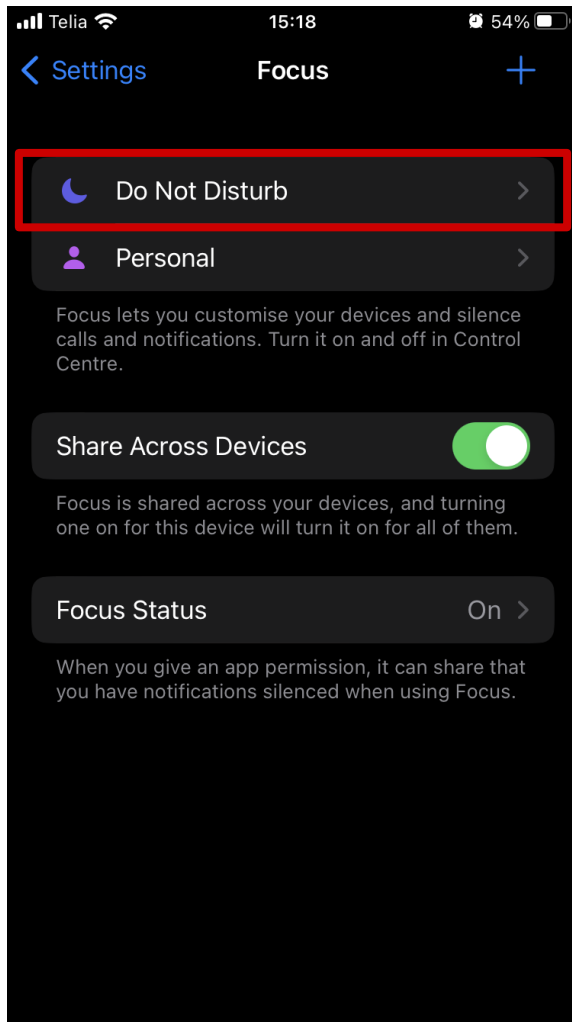 Telia 15:18 54%
Settings Focus
Do Not Disturb
Personal
Focus lets you customise your devices and silence
calls and notifications. Turn it on and off in Control
Centre.
Share Across Devices
Focus is shared across your devices, and turning
one on for this device will turn it on for all of them.
Focus Status On
When you give an app permission, it can share that
you have notifications silenced when using Focus.